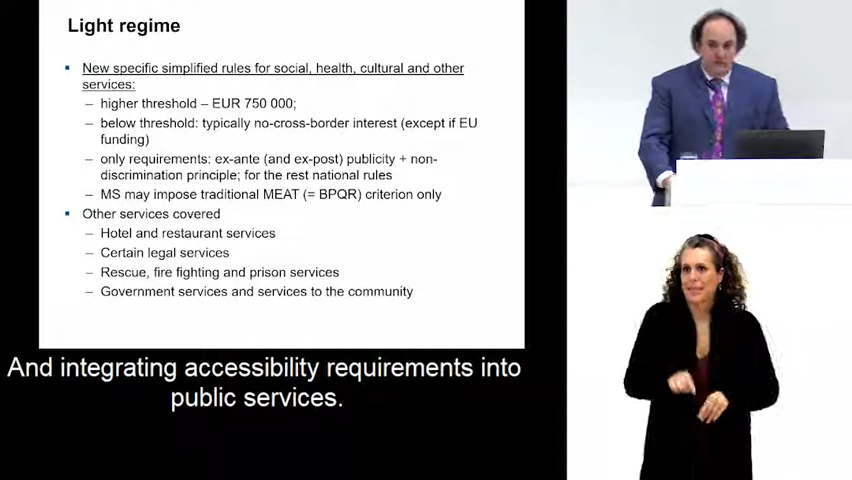 Light regime
▪ New specific simplified rules for social, health, cultural and other
services:
– higher threshold – EUR 750 000;
– below threshold: typically no-cross-border interest (except if EU
funding)
– only requirements: ex-ante (and ex-post) publicity + non-
discrimination principle; for the rest national rules
– MS may impose traditional MEAT (= BPQR) criterion only
▪ Other services covered
– Hotel and restaurant services
– Certain legal services
– Rescue, fire fighting and prison services
– Government services and services to the community
And integrating accessibility requirements into
public services.